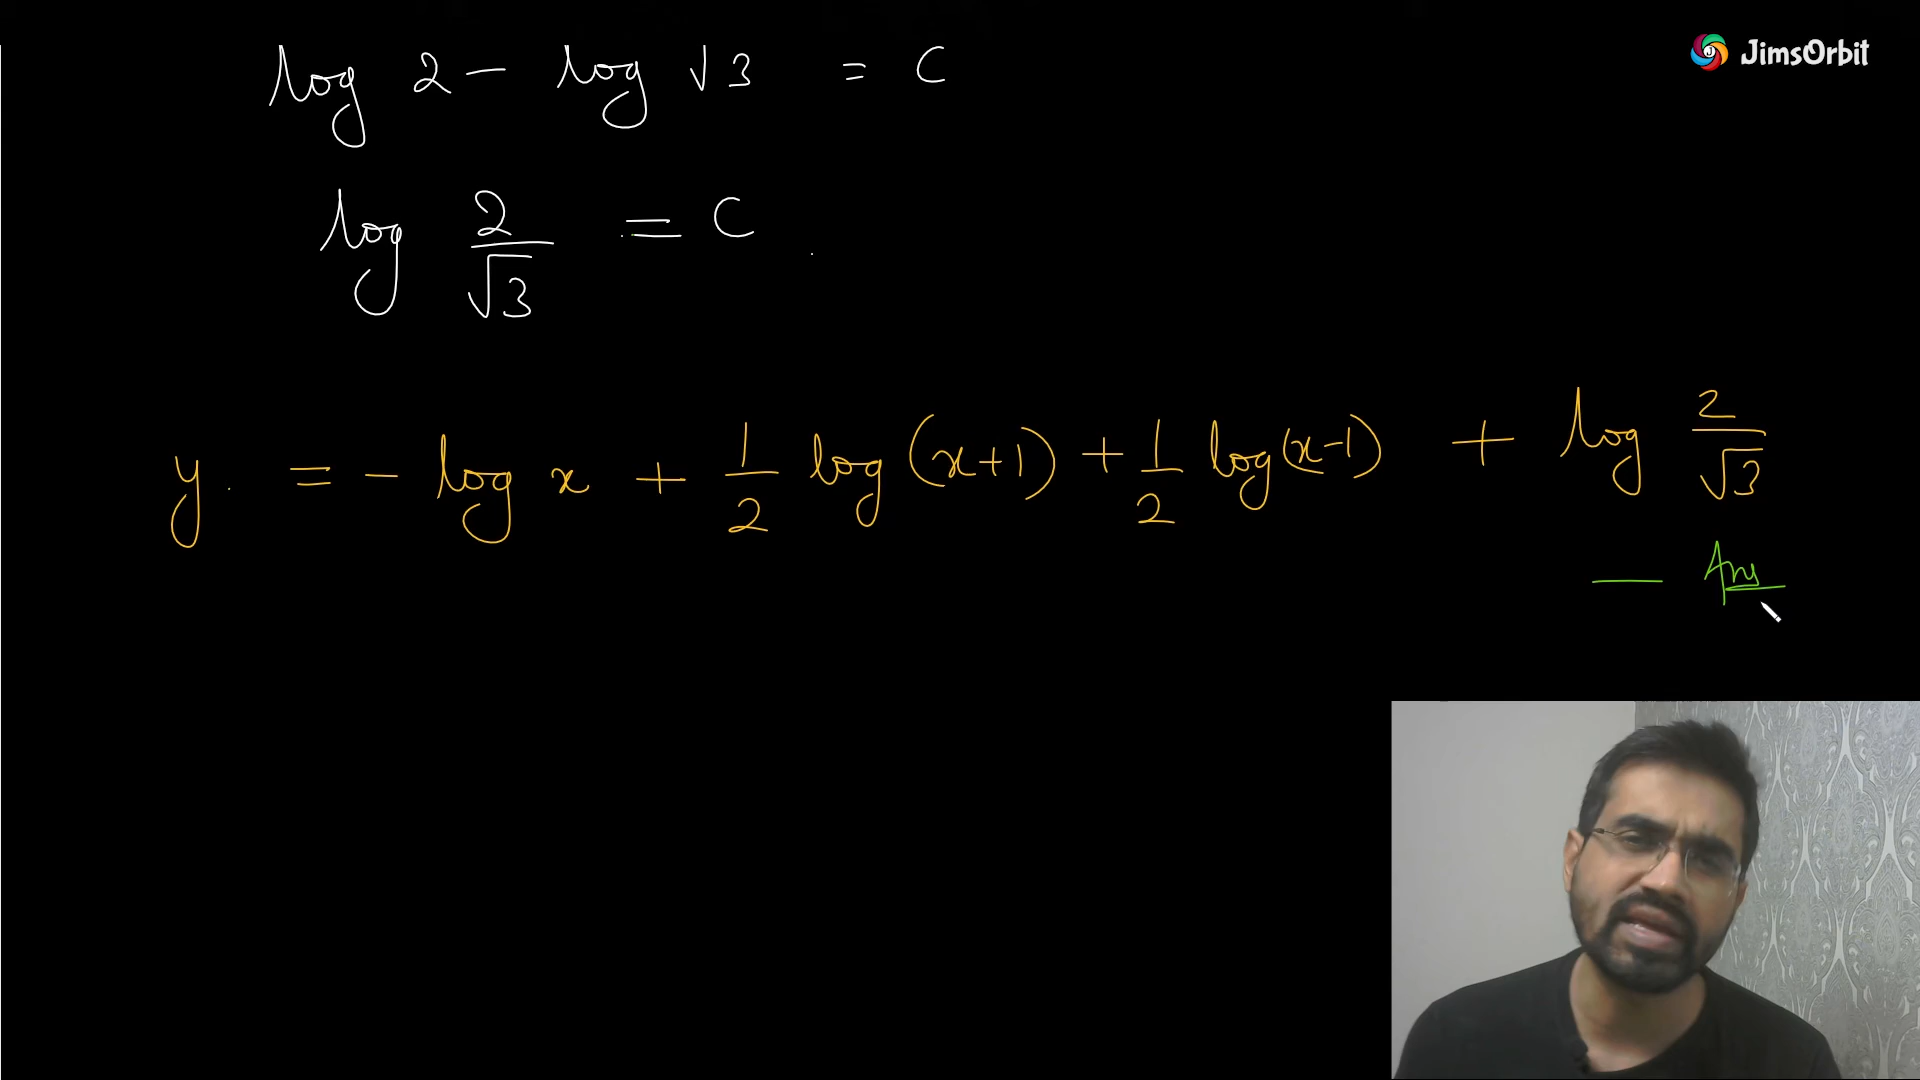 JimsOrbit
log 2 − log √3 = C
log 2/√3 = C
y = − log x + 1/2 log (x+1) + 1/2 log (x−1) + log 2/√3
— Ans